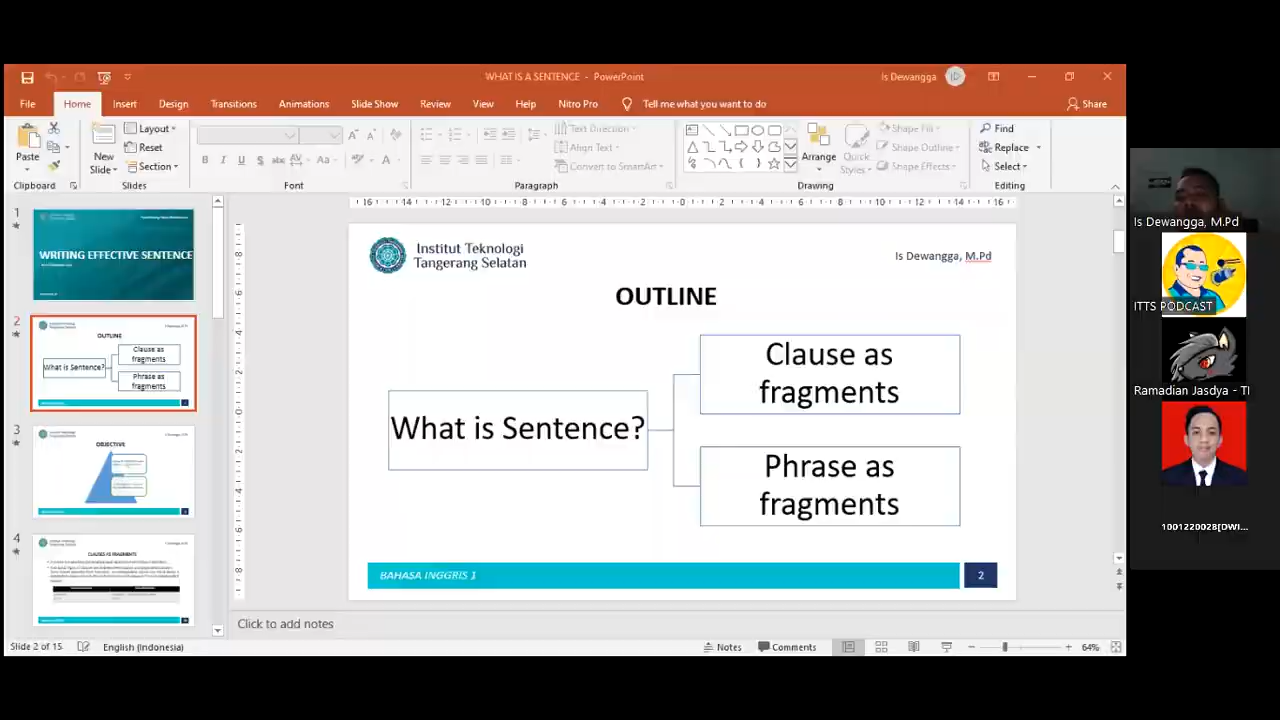 WHAT IS A SENTENCE - PowerPoint
Is Dewangga
File Home Insert Design Transitions Animations Slide Show Review View Help Nitro Pro Tell me what you want to do Share
Paste
New Slide
Layout
Reset
Section
Text Direction
Align Text
Convert to SmartArt
Arrange
Quick Styles
Shape Fill
Shape Outline
Shape Effects
Find
Replace
Select
Clipboard Slides Font Paragraph Drawing Editing
1
WRITING EFFECTIVE SENTENCE
2
OUTLINE
What is Sentence?
Clause as fragments
Phrase as fragments
3
OBJECTIVE
4
CLAUSES AS FRAGMENTS
Institut Teknologi
Tangerang Selatan
Is Dewangga, M.Pd
OUTLINE
What is Sentence?
Clause as
fragments
Phrase as
fragments
BAHASA INGGRIS 1
2
Click to add notes
Slide 2 of 15 English (Indonesia) Notes Comments 64%
Is Dewangga, M.Pd
ITTS PODCAST
Ramadian Jasdya - TI
1001220028[DWI...